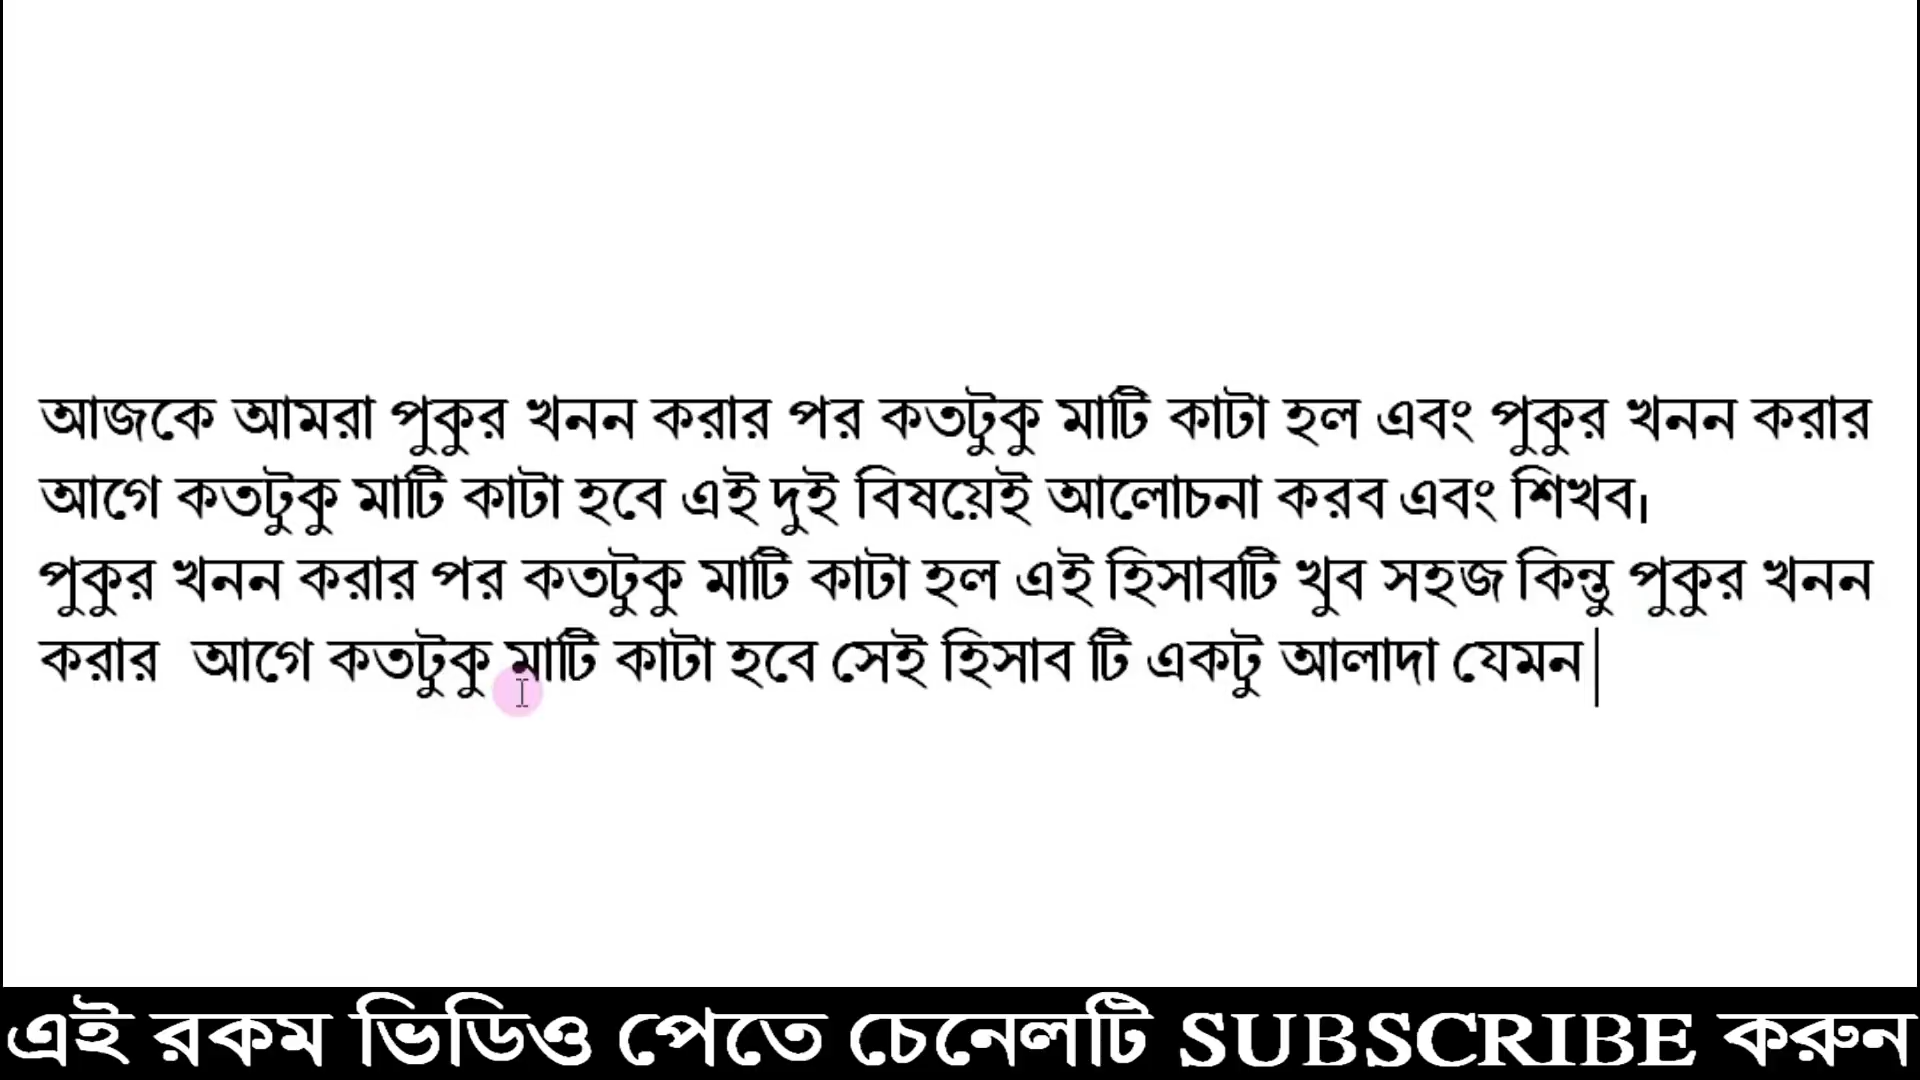 আজকে আমরা পুকুর খনন করার পর কতটুকু মাটি কাটা হল এবং পুকুর খনন করার
আগে কতটুকু মাটি কাটা হবে এই দুই বিষয়েই আলোচনা করব এবং শিখব।
পুকুর খনন করার পর কতটুকু মাটি কাটা হল এই হিসাবটি খুব সহজ কিন্তু পুকুর খনন
করার আগে কতটুকু মাটি কাটা হবে সেই হিসাব টি একটু আলাদা যেমন
এই রকম ভিডিও পেতে চেনেলটি SUBSCRIBE করুন